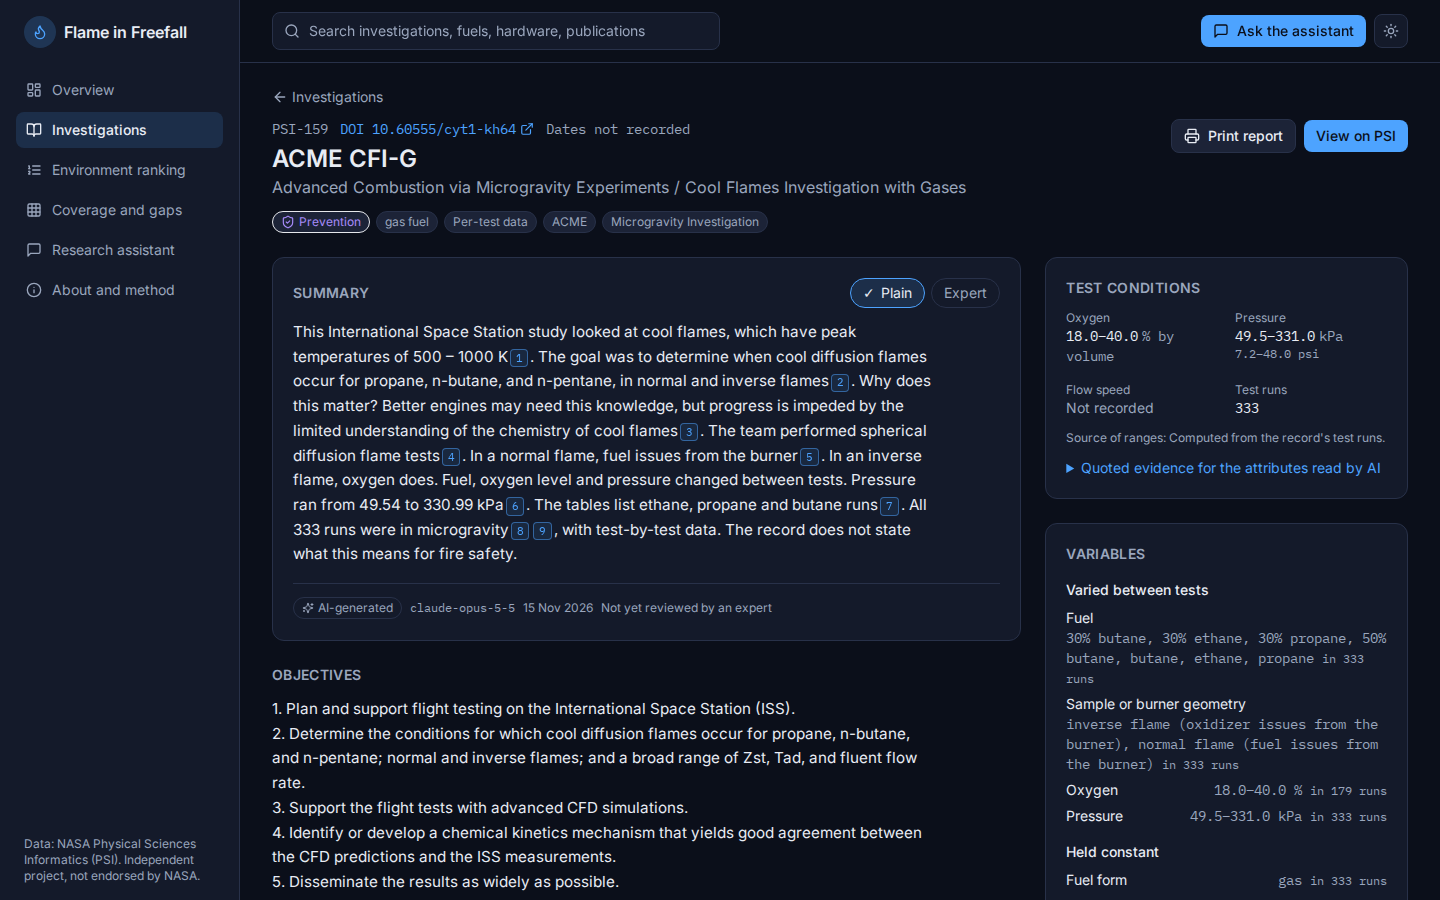 Flame in Freefall
Search investigations, fuels, hardware, publications
Ask the assistant
Overview
Investigations
Environment ranking
Coverage and gaps
Research assistant
About and method
Data: NASA Physical Sciences
Informatics (PSI). Independent
project, not endorsed by NASA.
Investigations
PSI-159 DOI 10.60555/cyt1-kh64 Dates not recorded
ACME CFI-G
Advanced Combustion via Microgravity Experiments / Cool Flames Investigation with Gases
Print report
View on PSI
Prevention
gas fuel
Per-test data
ACME
Microgravity Investigation
SUMMARY
✓ Plain
Expert
This International Space Station study looked at cool flames, which have peak
temperatures of 500 – 1000 K 1 . The goal was to determine when cool diffusion flames
occur for propane, n-butane, and n-pentane, in normal and inverse flames 2 . Why does
this matter? Better engines may need this knowledge, but progress is impeded by the
limited understanding of the chemistry of cool flames 3 . The team performed spherical
diffusion flame tests 4 . In a normal flame, fuel issues from the burner 5 . In an inverse
flame, oxygen does. Fuel, oxygen level and pressure changed between tests. Pressure
ran from 49.54 to 330.99 kPa 6 . The tables list ethane, propane and butane runs 7 . All
333 runs were in microgravity 8 9 , with test-by-test data. The record does not state
what this means for fire safety.
AI-generated claude-opus-5-5 15 Nov 2026 Not yet reviewed by an expert
OBJECTIVES
1. Plan and support flight testing on the International Space Station (ISS).
2. Determine the conditions for which cool diffusion flames occur for propane, n-butane,
and n-pentane; normal and inverse flames; and a broad range of Zst, Tad, and fluent flow
rate.
3. Support the flight tests with advanced CFD simulations.
4. Identify or develop a chemical kinetics mechanism that yields good agreement between
the CFD predictions and the ISS measurements.
5. Disseminate the results as widely as possible.
TEST CONDITIONS
Oxygen
18.0–40.0 % by
volume
Pressure
49.5–331.0 kPa
7.2–48.0 psi
Flow speed
Not recorded
Test runs
333
Source of ranges: Computed from the record's test runs.
▶ Quoted evidence for the attributes read by AI
VARIABLES
Varied between tests
Fuel
30% butane, 30% ethane, 30% propane, 50%
butane, butane, ethane, propane in 333
runs
Sample or burner geometry
inverse flame (oxidizer issues from the
burner), normal flame (fuel issues from
the burner) in 333 runs
Oxygen 18.0–40.0 % in 179 runs
Pressure 49.5–331.0 kPa in 333 runs
Held constant
Fuel form gas in 333 runs